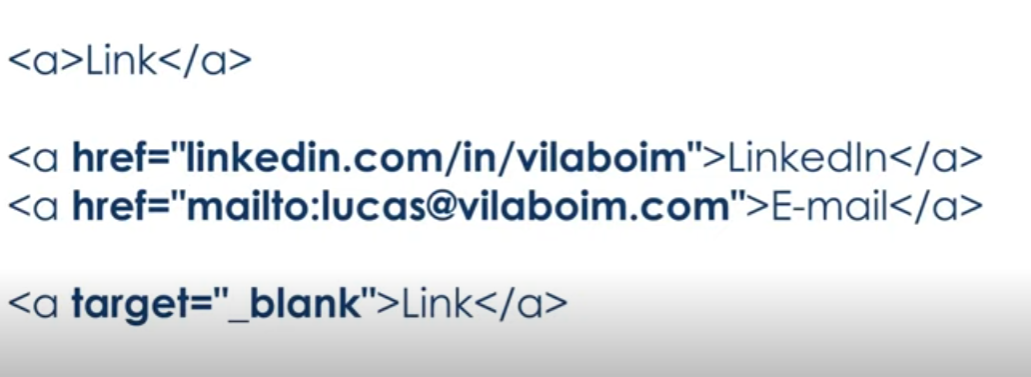 <a>Link</a>
<a href="linkedin.com/in/vilaboim">LinkedIn</a>
<a href="mailto:lucas@vilaboim.com">E-mail</a>
<a target="_blank">Link</a>